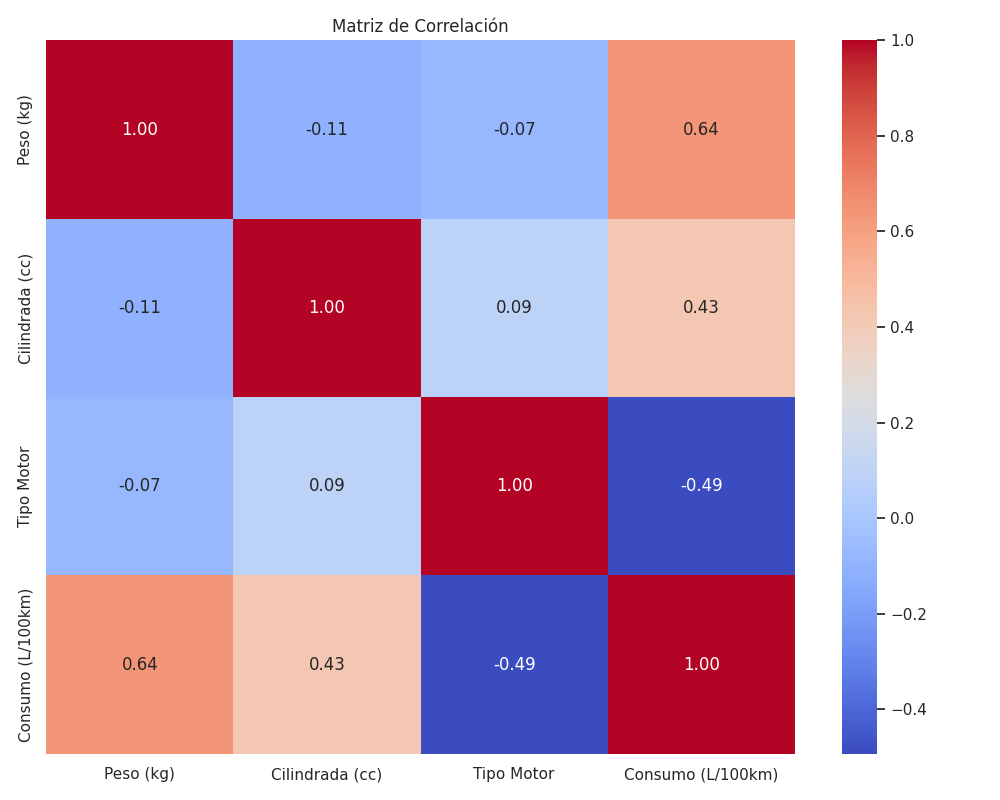 Matriz de Correlación
Peso (kg)
1.00
-0.11
-0.07
0.64
Cilindrada (cc)
-0.11
1.00
0.09
0.43
Tipo Motor
-0.07
0.09
1.00
-0.49
Consumo (L/100km)
0.64
0.43
-0.49
1.00
Peso (kg)
Cilindrada (cc)
Tipo Motor
Consumo (L/100km)
1.0
0.8
0.6
0.4
0.2
0.0
−0.2
−0.4